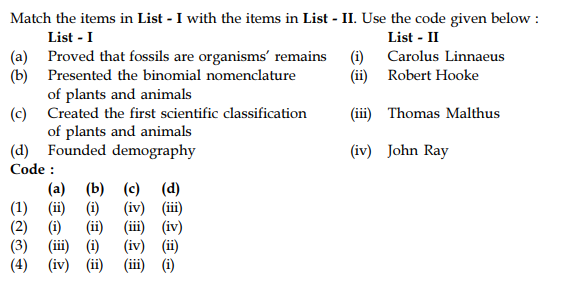 Match the items in List - I with the items in List - II. Use the code given below :
List - I List - II
(a) Proved that fossils are organisms' remains (i) Carolus Linnaeus
(b) Presented the binomial nomenclature (ii) Robert Hooke
of plants and animals
(c) Created the first scientific classification (iii) Thomas Malthus
of plants and animals
(d) Founded demography (iv) John Ray
Code :
(a) (b) (c) (d)
(1) (ii) (i) (iv) (iii)
(2) (i) (ii) (iii) (iv)
(3) (iii) (i) (iv) (ii)
(4) (iv) (ii) (iii) (i)